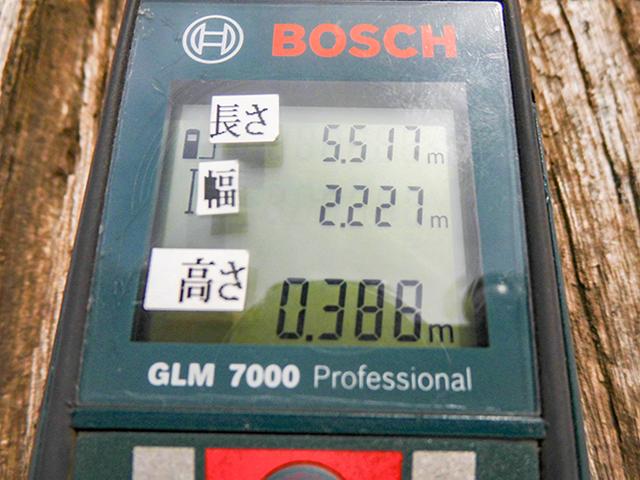 BOSCH
長さ 5.517m
幅 2.227m
高さ 0.388m
GLM 7000 Professional